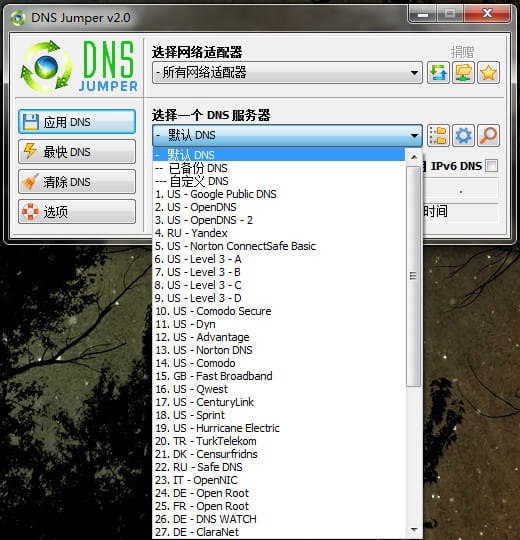 DNS Jumper v2.0
DNS
JUMPER
选择网络适配器
捐赠
- 所有网络适配器
选择一个 DNS 服务器
- 默认 DNS
应用 DNS
最快 DNS
清除 DNS
选项
IPv6 DNS
时间
- 默认 DNS
-- 已备份 DNS
--- 自定义 DNS
1. US - Google Public DNS
2. US - OpenDNS
3. US - OpenDNS - 2
4. RU - Yandex
5. US - Norton ConnectSafe Basic
6. US - Level 3 - A
7. US - Level 3 - B
8. US - Level 3 - C
9. US - Level 3 - D
10. US - Comodo Secure
11. US - Dyn
12. US - Advantage
13. US - Norton DNS
14. US - Comodo
15. GB - Fast Broadband
16. US - Qwest
17. US - CenturyLink
18. US - Sprint
19. US - Hurricane Electric
20. TR - TurkTelekom
21. DK - Censurfridns
22. RU - Safe DNS
23. IT - OpenNIC
24. DE - Open Root
25. FR - Open Root
26. DE - DNS WATCH
27. DE - ClaraNet